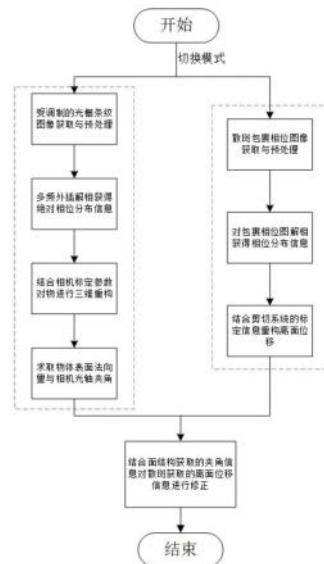 开始
切换模式
受调制的光栅条纹
图像获取与预处理
多频外插解相获得
绝对相位分布信息
结合相机标定参数
对物进行三维重构
求取物体表面法向
量与相机光轴夹角
散斑包裹相位图像
获取与预处理
对包裹相位图解相
获得相位分布信息
结合剪切系统的标
定信息重构离面位
移
结合面结构获取的夹角信
息对散斑获取的离面位移
信息进行修正
结束